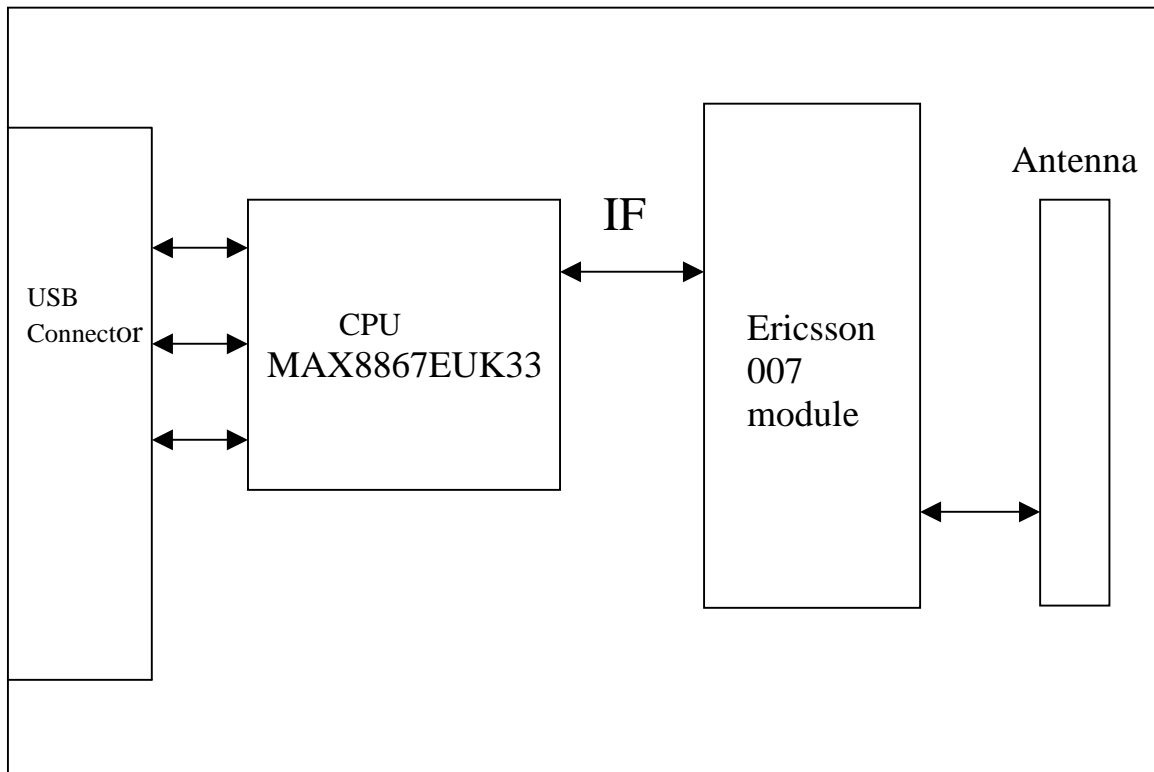 USB
Connector
CPU
MAX8867EUK33
IF
Ericsson
007
module
Antenna